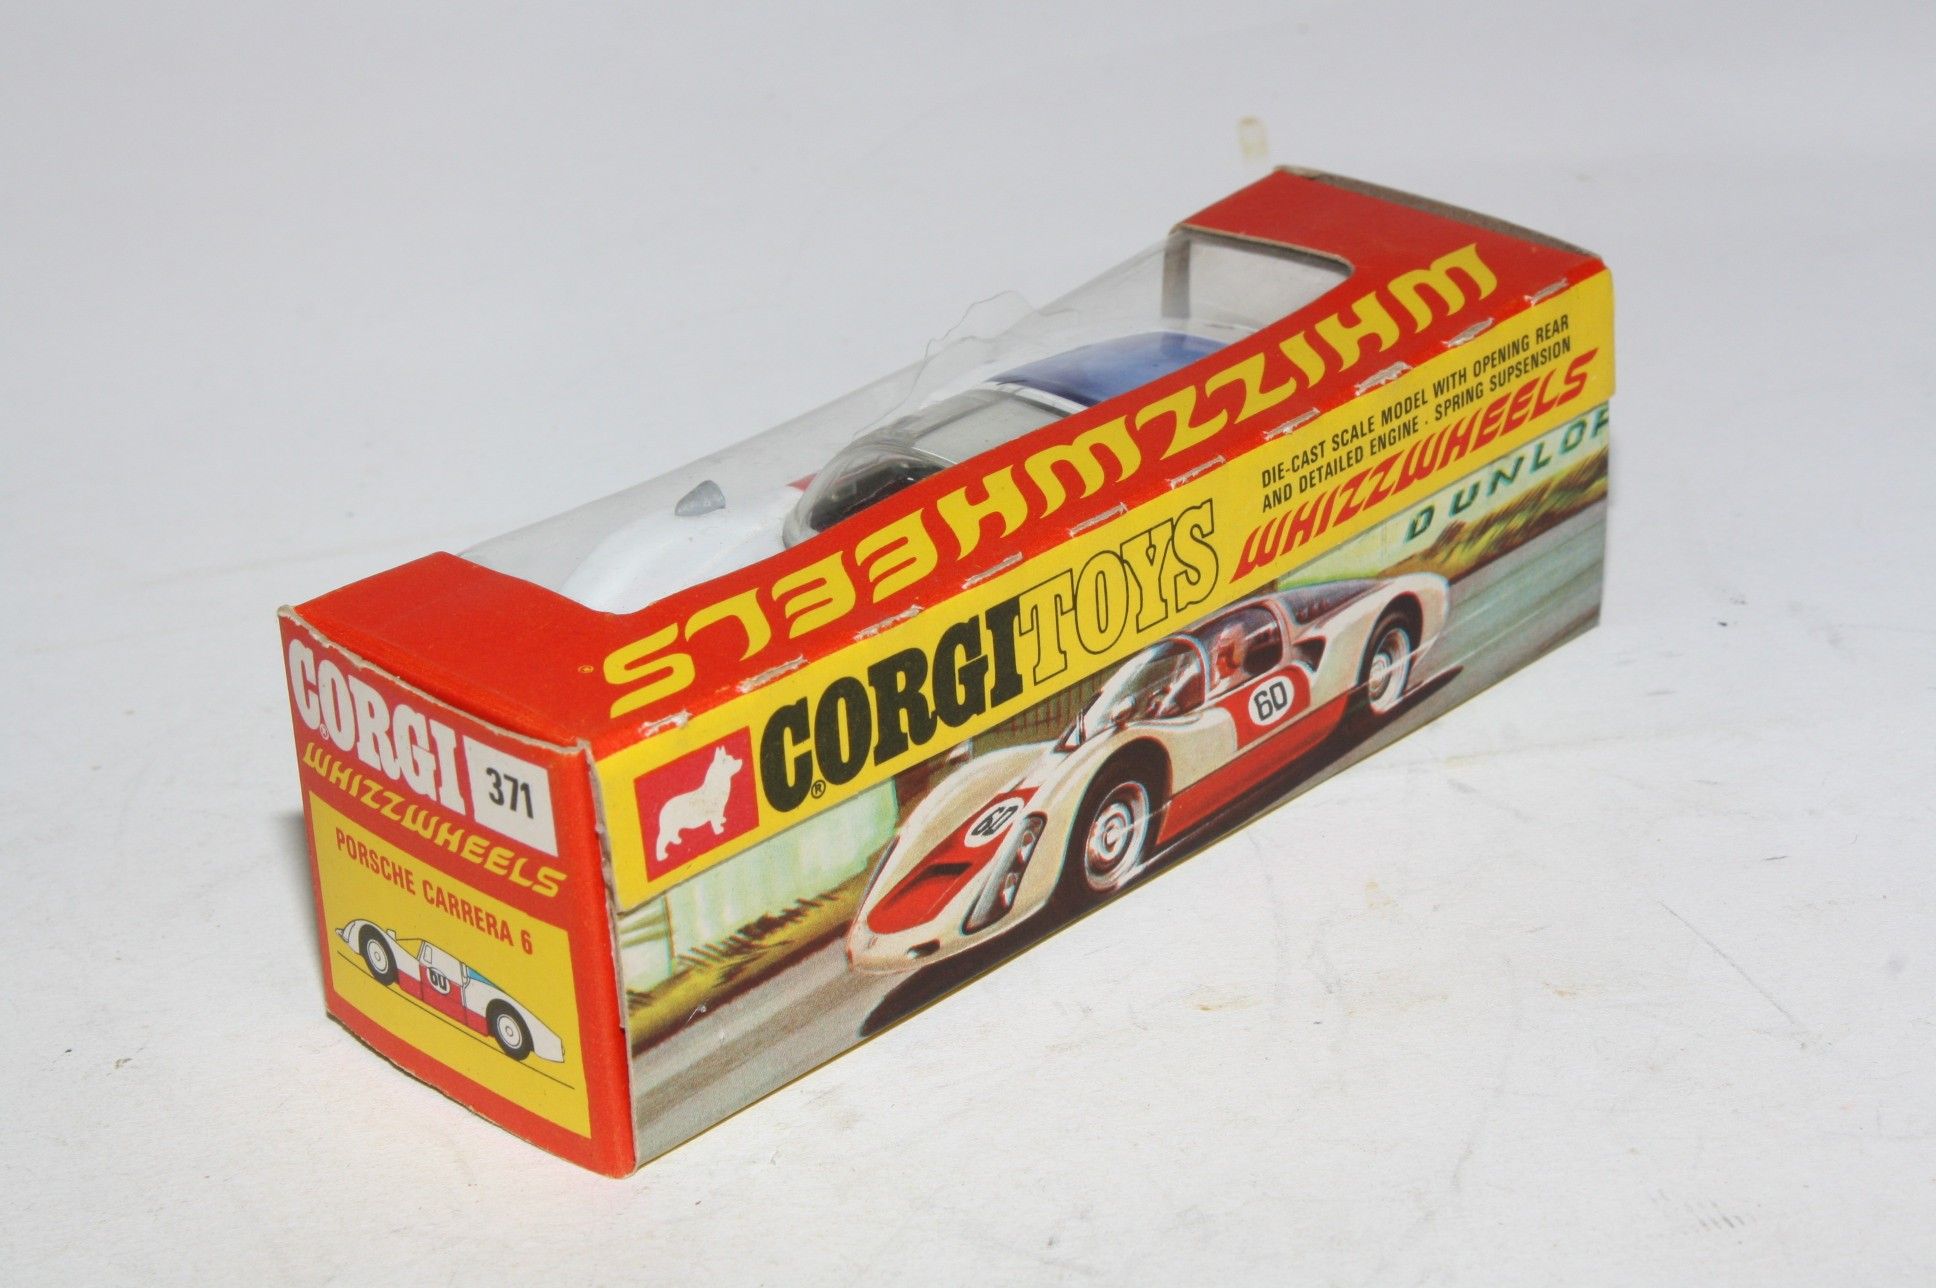 WHIZZWHEELS
®
CORGI TOYS
®
DIE-CAST SCALE MODEL WITH OPENING REAR
AND DETAILED ENGINE · SPRING SUPSENSION
WHIZZWHEELS
DUNLOP
60
60
CORGI
®
371
WHIZZWHEELS
PORSCHE CARRERA 6
60